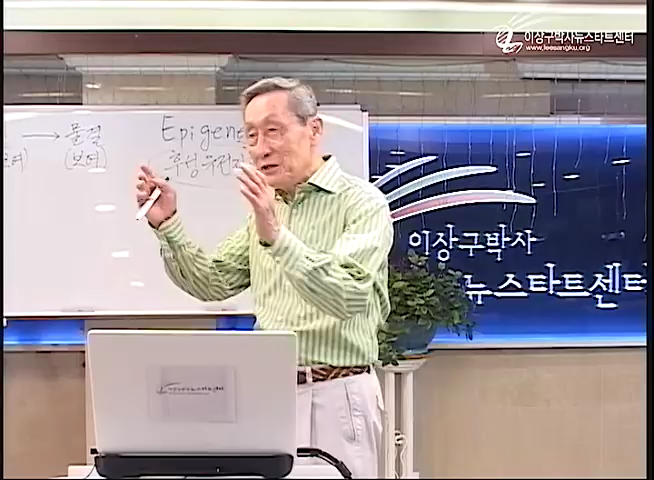 이상구박사뉴스타트센터
www.leesangku.org
→ 물결 Epigene
(보터) 후성유전
이상구박사
뉴스타트센터